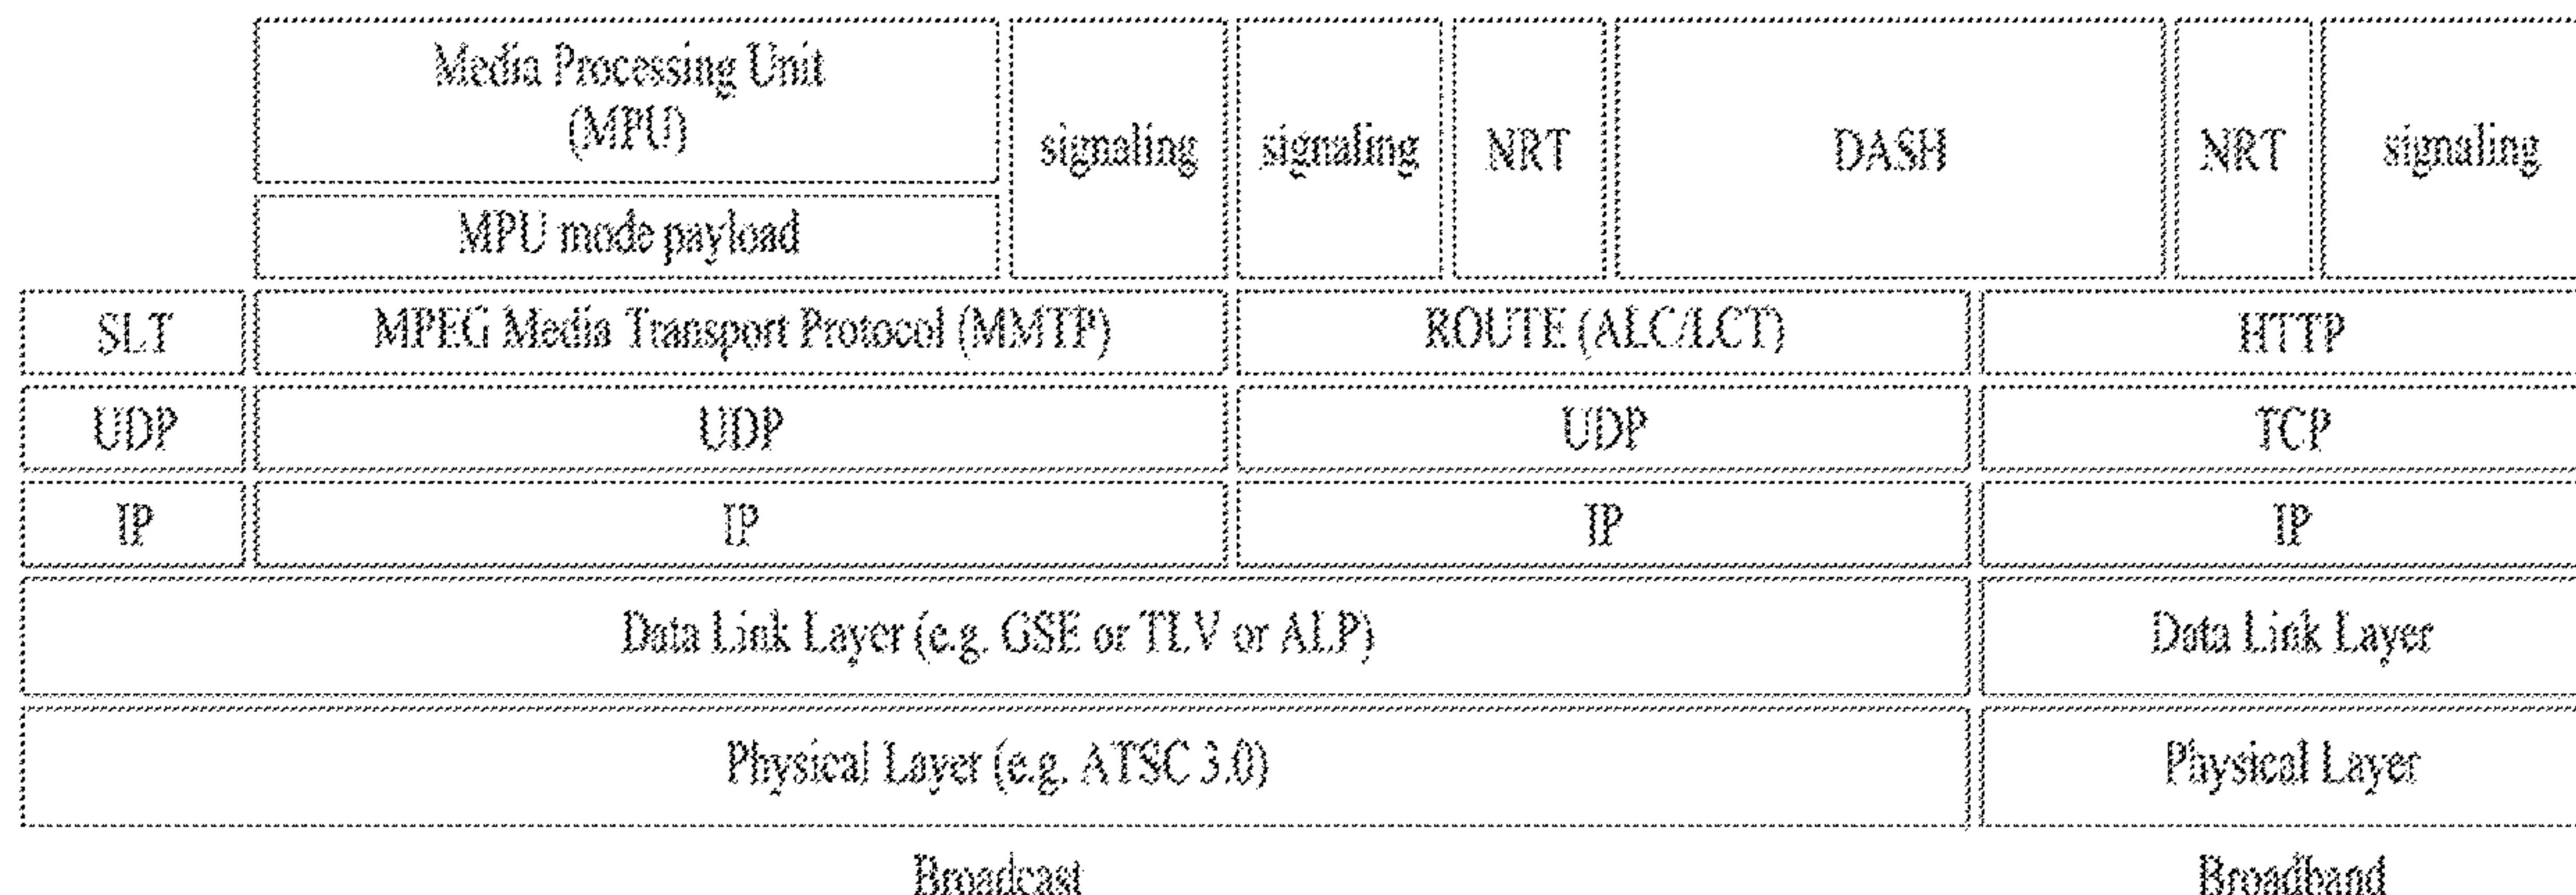 Media Processing Unit
(MPU)
signaling
signaling
NRT
DASH
NRT
signaling
MPU mode payload
SLT
MPEG Media Transport Protocol (MMTP)
ROUTE (ALC/LCT)
HTTP
UDP
UDP
UDP
TCP
IP
IP
IP
IP
Data Link Layer (e.g. GSE or TLV or ALP)
Data Link Layer
Physical Layer (e.g. ATSC 3.0)
Physical Layer
Broadcast
Broadband